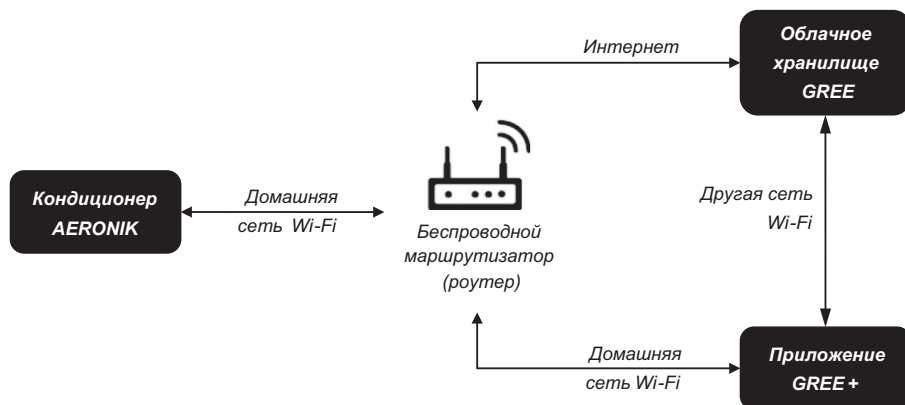 Интернет
Облачное
хранилище
GREE
Кондиционер
AERONIK
Домашняя
сеть Wi-Fi
Беспроводной
маршрутизатор
(роутер)
Другая сеть
Wi-Fi
Домашняя
сеть Wi-Fi
Приложение
GREE +